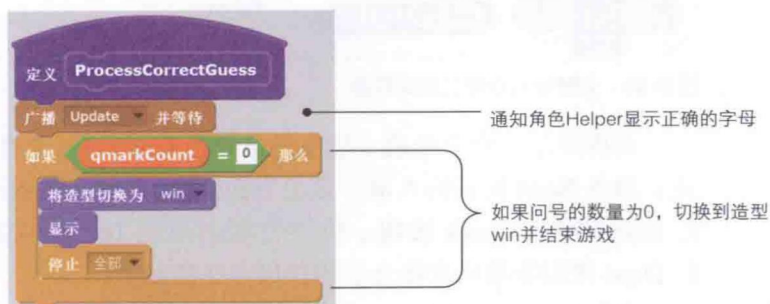 定义 ProcessCorrectGuess
广播 Update 并等待
通知角色Helper显示正确的字母
如果 qmarkCount = 0 那么
将造型切换为 win
显示
停止 全部
如果问号的数量为0，切换到造型
win并结束游戏